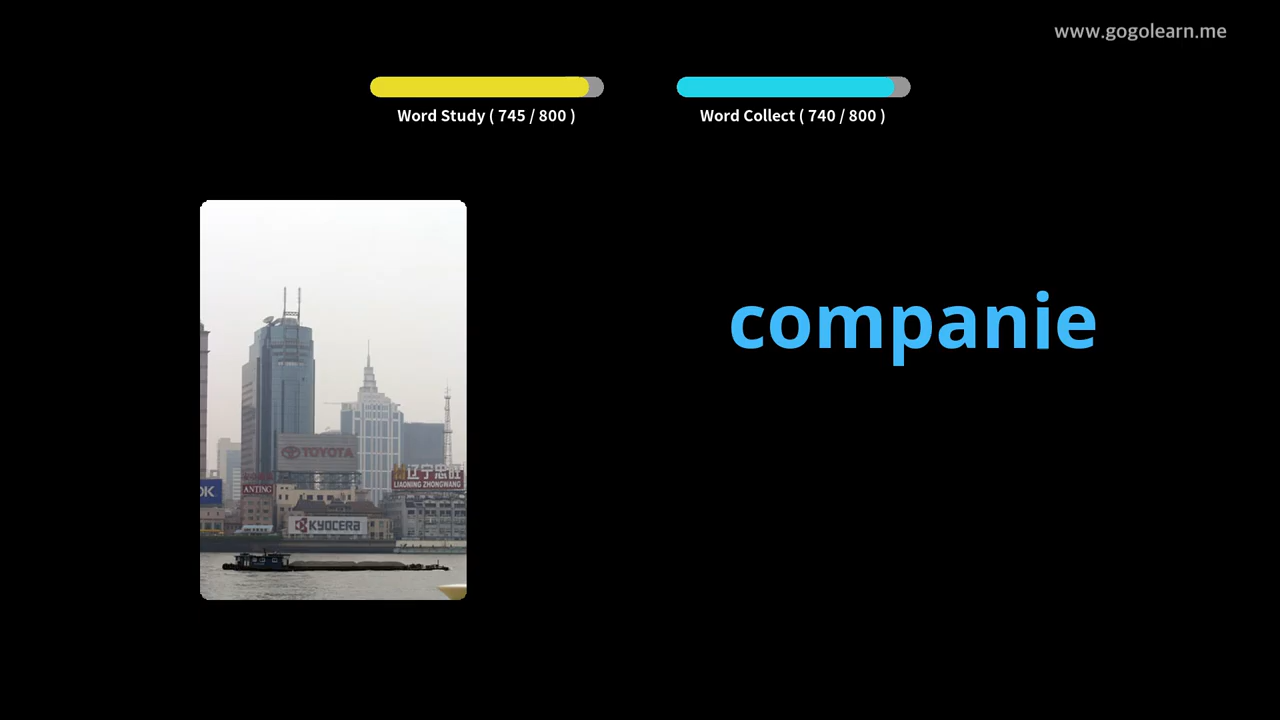 www.gogolearn.me
Word Study ( 745 / 800 )
Word Collect ( 740 / 800 )
companie
TOYOTA
辽宁忠旺
LIAONING ZHONGWANG
OK
ANTING
KYOCERA